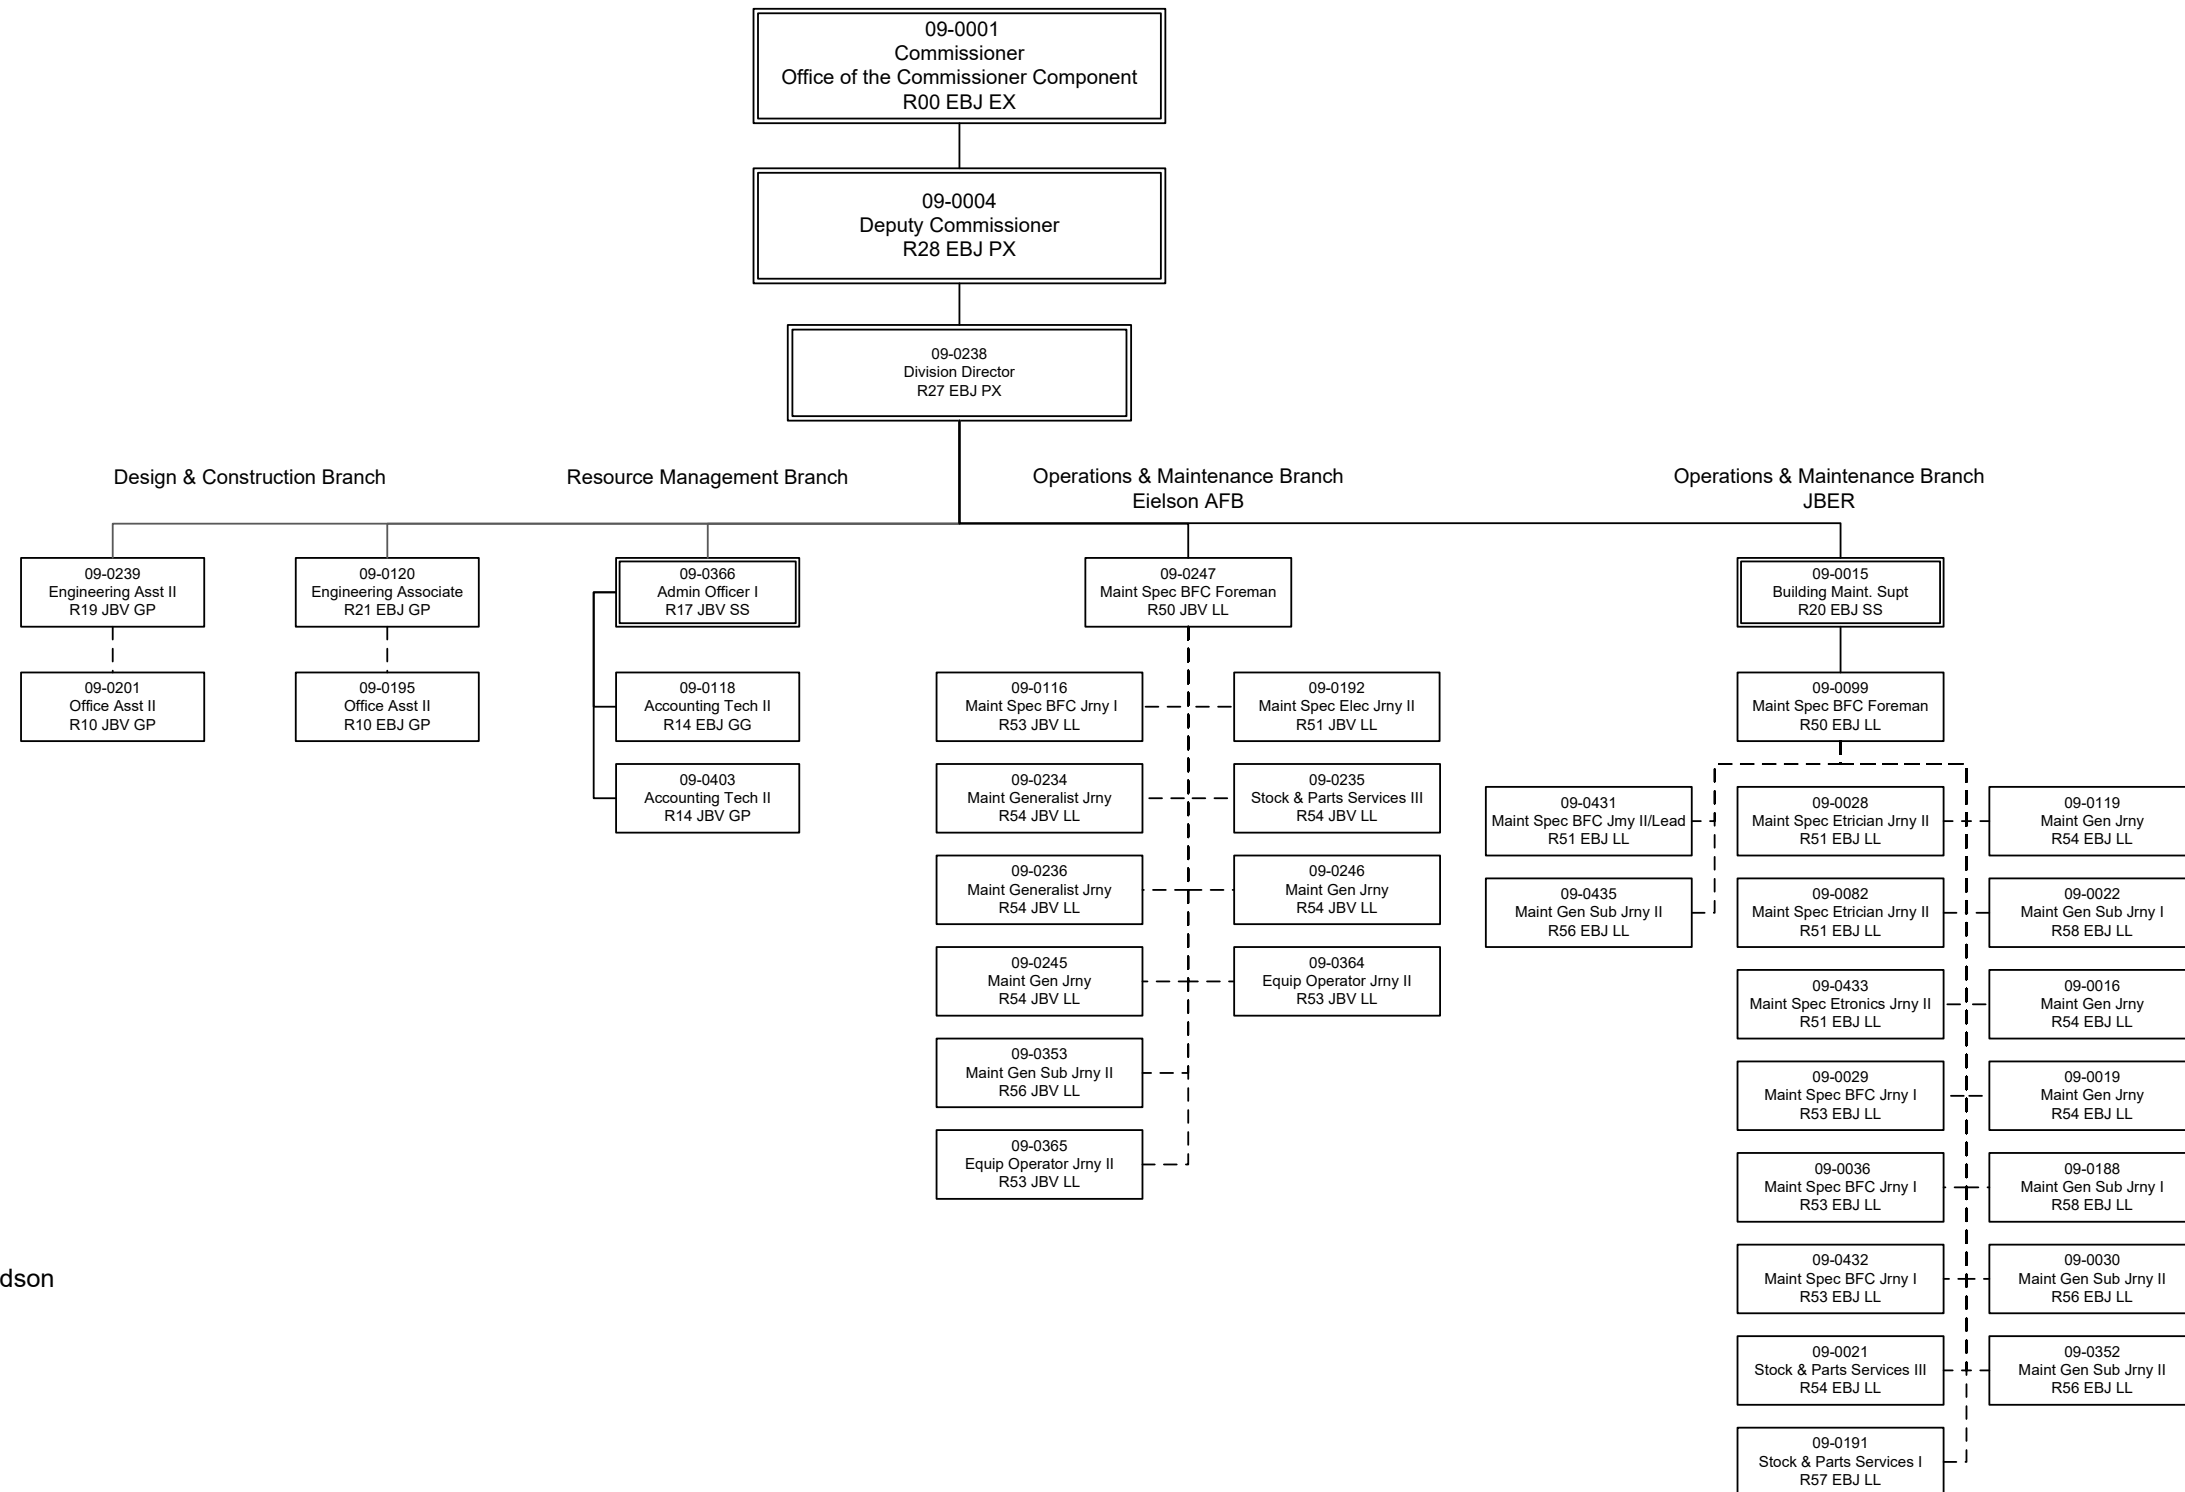 09-0001
Commissioner
Office of the Commissioner Component
R00 EBJ EX
09-0004
Deputy Commissioner
R28 EBJ PX
09-0238
Division Director
R27 EBJ PX
Design & Construction Branch
09-0239
Engineering Asst II
R19 JBV GP
09-0201
Office Asst II
R10 JBV GP
09-0120
Engineering Associate
R21 EBJ GP
09-0195
Office Asst II
R10 EBJ GP
Resource Management Branch
09-0366
Admin Officer I
R17 JBV SS
09-0118
Accounting Tech II
R14 EBJ GG
09-0403
Accounting Tech II
R14 JBV GP
Operations & Maintenance Branch
Eielson AFB
09-0247
Maint Spec BFC Foreman
R50 JBV LL
09-0116
Maint Spec BFC Jrny I
R53 JBV LL
09-0192
Maint Spec Elec Jrny II
R51 JBV LL
09-0234
Maint Generalist Jrny
R54 JBV LL
09-0235
Stock & Parts Services III
R54 JBV LL
09-0236
Maint Generalist Jrny
R54 JBV LL
09-0246
Maint Gen Jrny
R54 JBV LL
09-0245
Maint Gen Jrny
R54 JBV LL
09-0364
Equip Operator Jrny II
R53 JBV LL
09-0353
Maint Gen Sub Jrny II
R56 JBV LL
09-0365
Equip Operator Jrny II
R53 JBV LL
Operations & Maintenance Branch
JBER
09-0015
Building Maint. Supt
R20 EBJ SS
09-0099
Maint Spec BFC Foreman
R50 EBJ LL
09-0431
Maint Spec BFC Jmy II/Lead
R51 EBJ LL
09-0028
Maint Spec Etrician Jrny II
R51 EBJ LL
09-0119
Maint Gen Jrny
R54 EBJ LL
09-0435
Maint Gen Sub Jrny II
R56 EBJ LL
09-0082
Maint Spec Etrician Jrny II
R51 EBJ LL
09-0022
Maint Gen Sub Jrny I
R58 EBJ LL
09-0433
Maint Spec Etronics Jrny II
R51 EBJ LL
09-0016
Maint Gen Jrny
R54 EBJ LL
09-0029
Maint Spec BFC Jrny I
R53 EBJ LL
09-0019
Maint Gen Jrny
R54 EBJ LL
09-0036
Maint Spec BFC Jrny I
R53 EBJ LL
09-0188
Maint Gen Sub Jrny I
R58 EBJ LL
09-0432
Maint Spec BFC Jrny I
R53 EBJ LL
09-0030
Maint Gen Sub Jrny II
R56 EBJ LL
09-0021
Stock & Parts Services III
R54 EBJ LL
09-0352
Maint Gen Sub Jrny II
R56 EBJ LL
09-0191
Stock & Parts Services I
R57 EBJ LL
dson